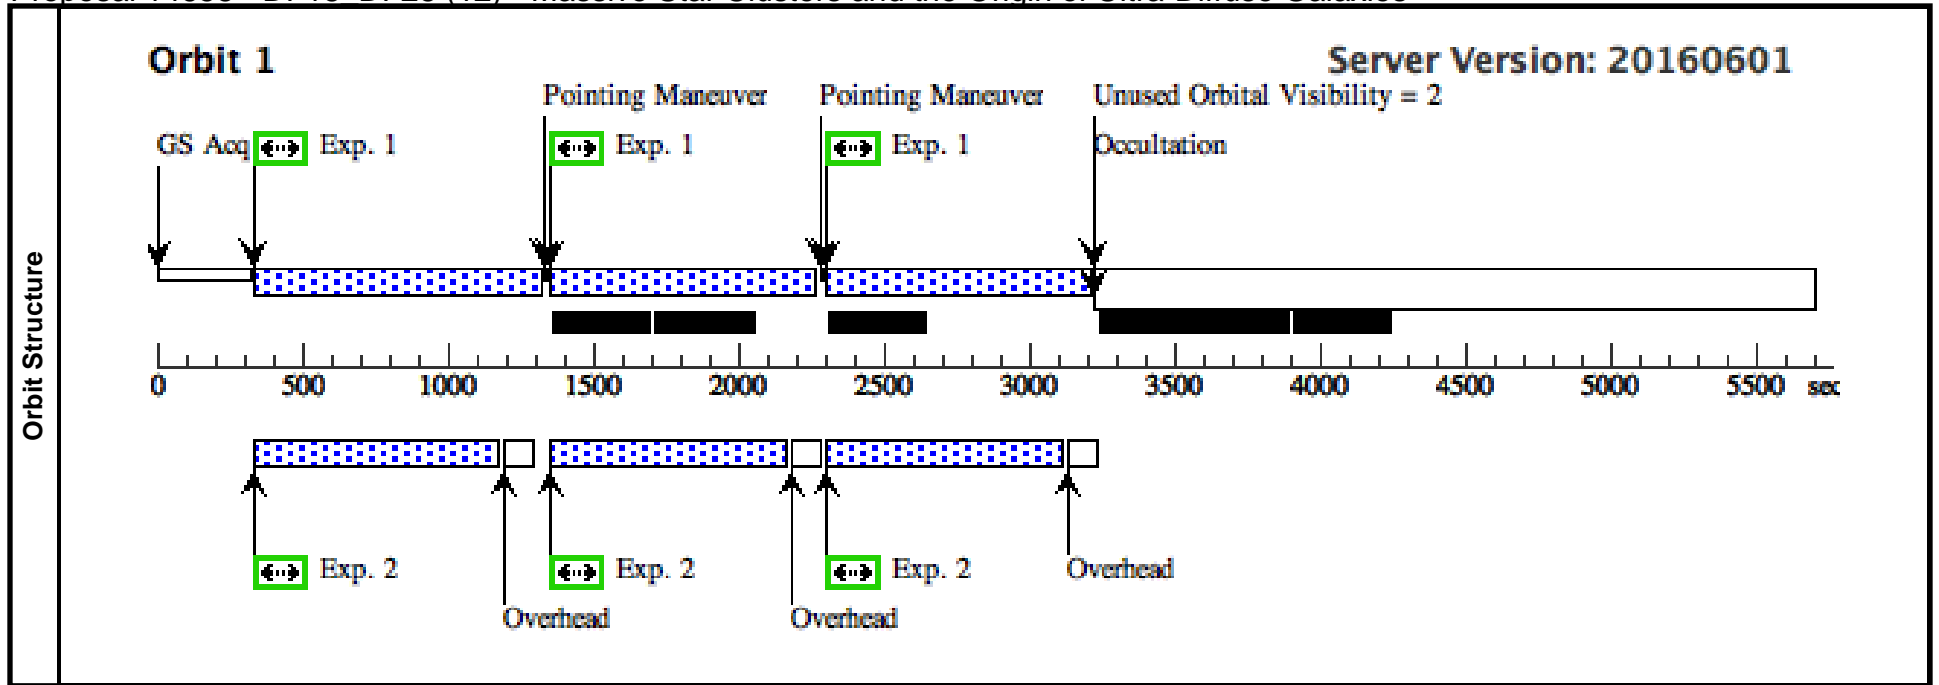 Orbit 1
Server Version: 20160601
Pointing Maneuver Pointing Maneuver Unused Orbital Visibility = 2
GS Acq Exp. 1 Exp. 1 Exp. 1 Occultation
Orbit Structure
0 500 1000 1500 2000 2500 3000 3500 4000 4500 5000 5500 sec
Exp. 2 Exp. 2 Exp. 2 Overhead
Overhead Overhead